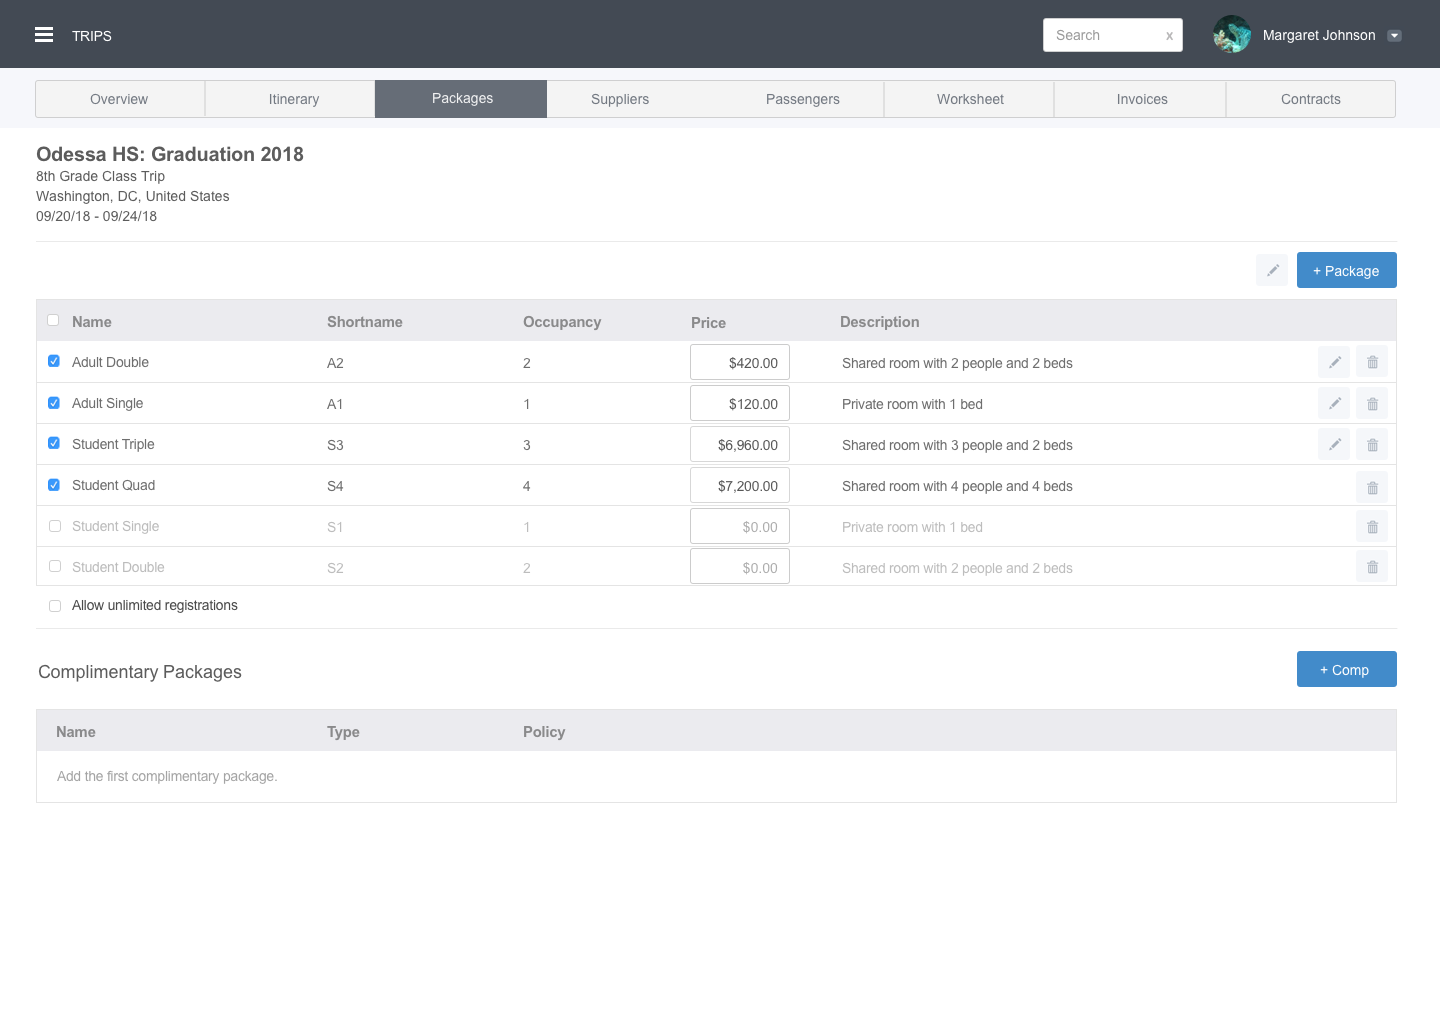 TRIPS
Search x
Margaret Johnson
Overview Itinerary Packages Suppliers Passengers Worksheet Invoices Contracts
Odessa HS: Graduation 2018
8th Grade Class Trip
Washington, DC, United States
09/20/18 - 09/24/18
+ Package
Name Shortname Occupancy Price Description
Adult Double A2 2 $420.00 Shared room with 2 people and 2 beds
Adult Single A1 1 $120.00 Private room with 1 bed
Student Triple S3 3 $6,960.00 Shared room with 3 people and 2 beds
Student Quad S4 4 $7,200.00 Shared room with 4 people and 4 beds
Student Single S1 1 $0.00 Private room with 1 bed
Student Double S2 2 $0.00 Shared room with 2 people and 2 beds
Allow unlimited registrations
Complimentary Packages
+ Comp
Name Type Policy
Add the first complimentary package.